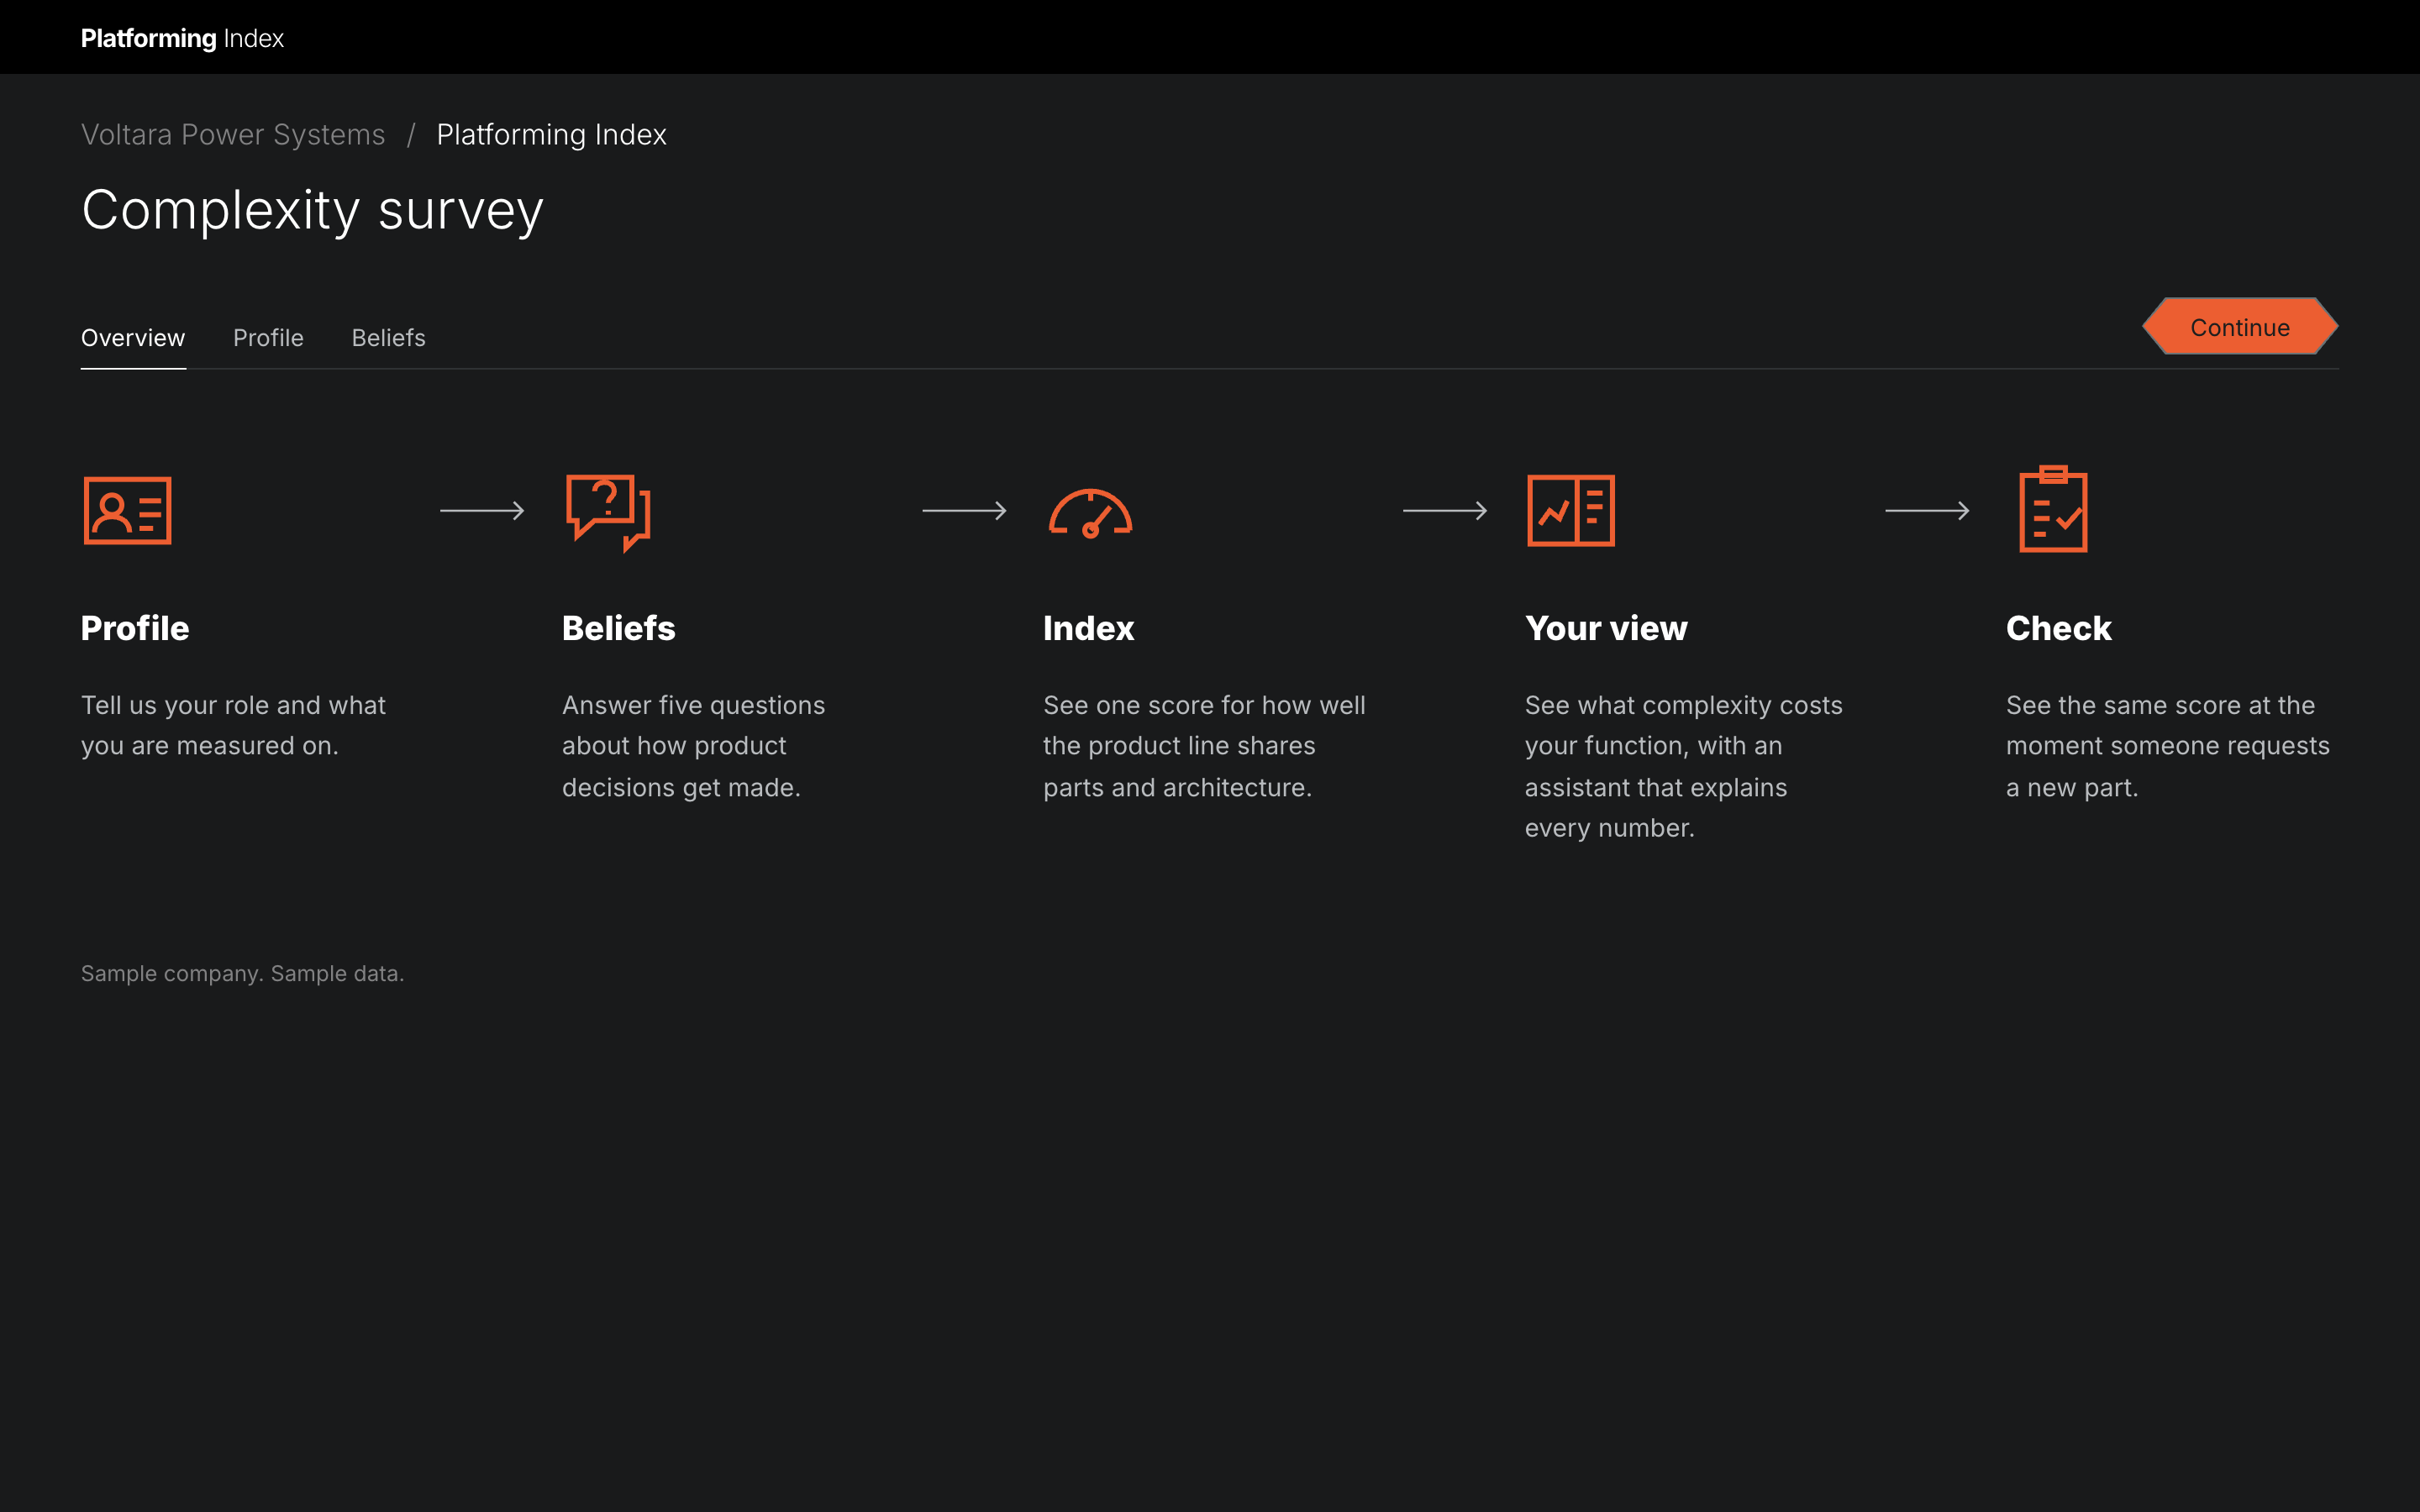 Platforming Index
Voltara Power Systems / Platforming Index
Complexity survey
Overview
Profile
Beliefs
Continue
?
Profile
Tell us your role and what
you are measured on.
Beliefs
Answer five questions
about how product
decisions get made.
Index
See one score for how well
the product line shares
parts and architecture.
Your view
See what complexity costs
your function, with an
assistant that explains
every number.
Check
See the same score at the
moment someone requests
a new part.
Sample company. Sample data.